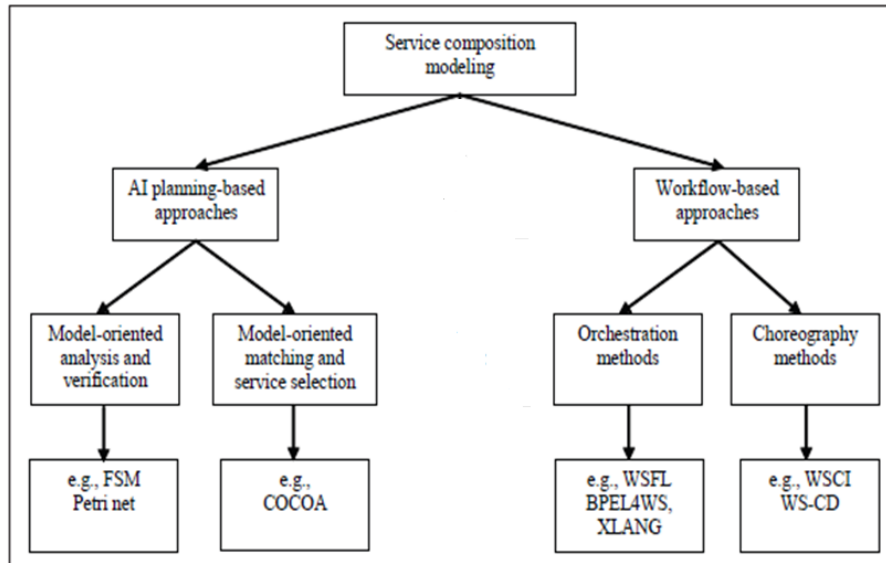 Service composition
modeling
AI planning-based
approaches
Workflow-based
approaches
Model-oriented
analysis and
verification
Model-oriented
matching and
service selection
Orchestration
methods
Choreography
methods
e.g., FSM
Petri net
e.g.,
COCOA
e.g., WSFL
BPEL4WS,
XLANG
e.g., WSCI
WS-CD